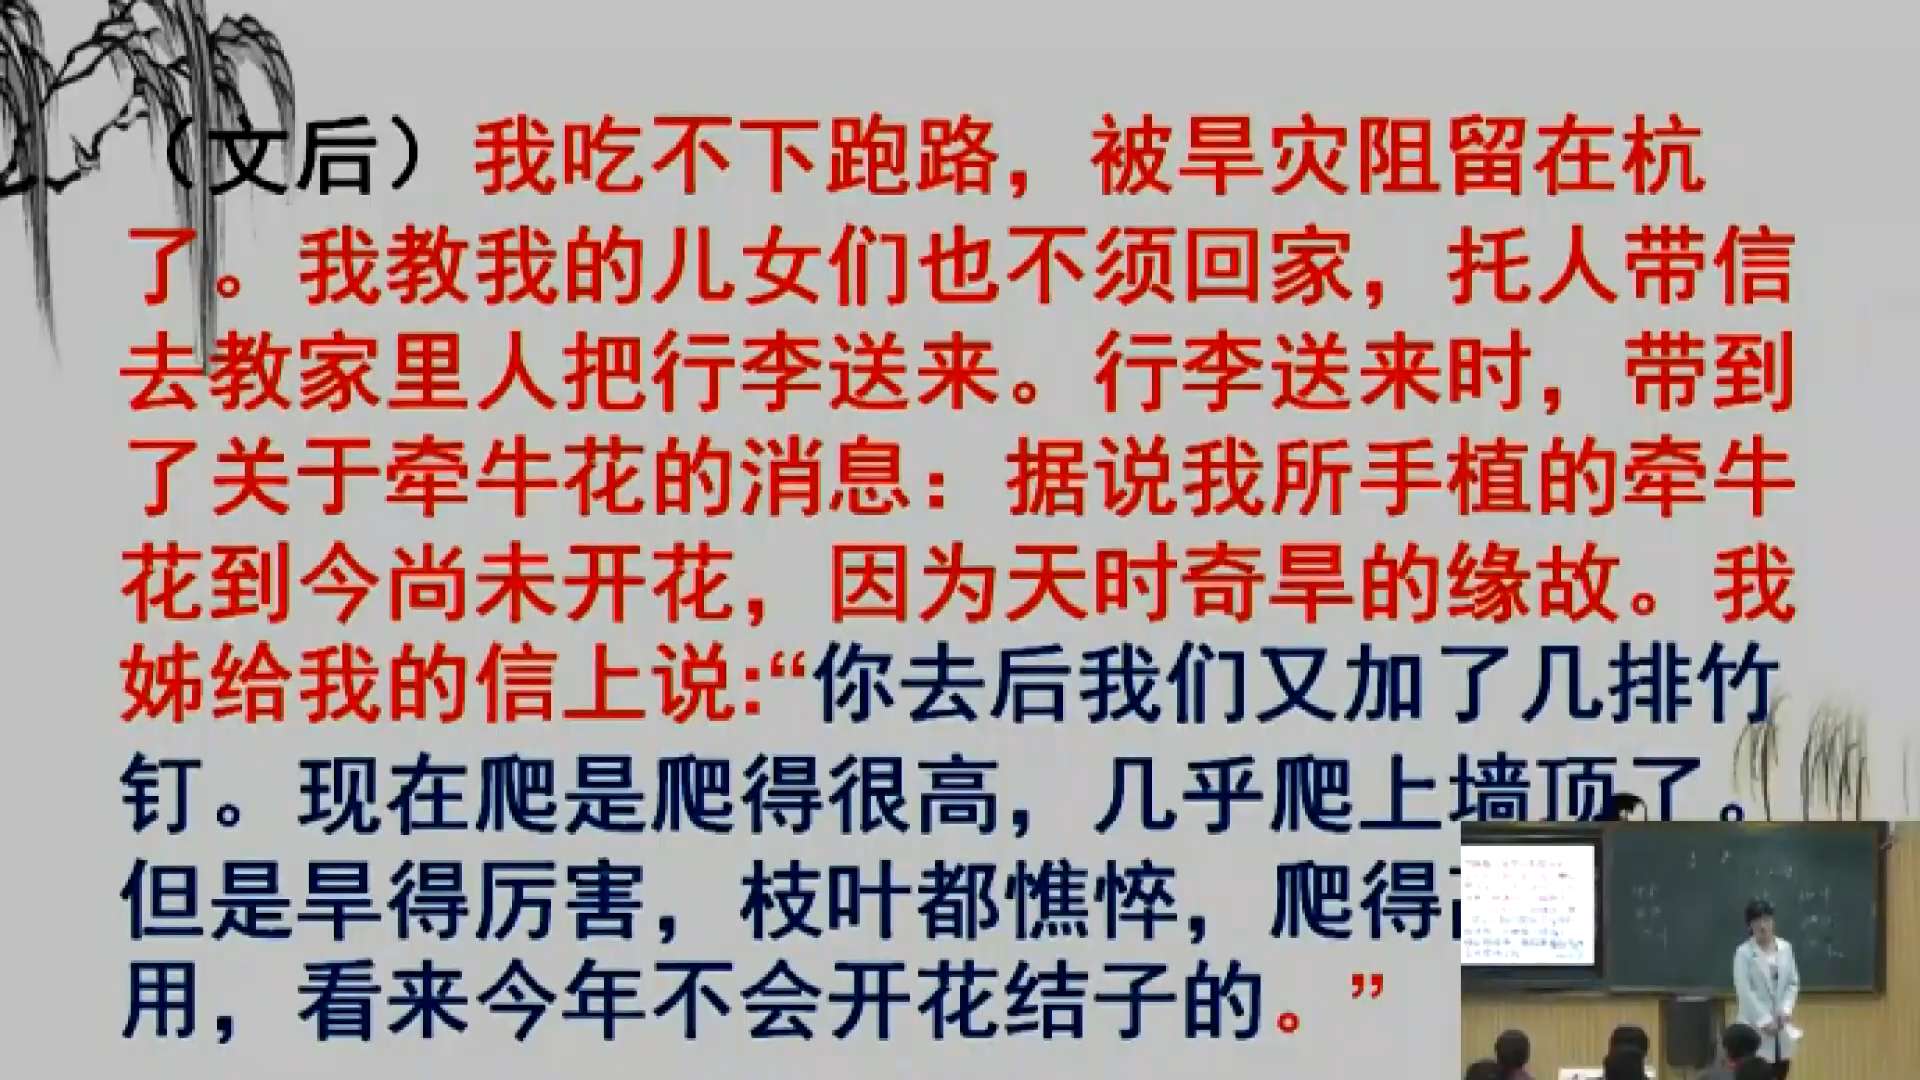 （文后）我吃不下跑路，被旱灾阻留在杭
了。我教我的儿女们也不须回家，托人带信
去教家里人把行李送来。行李送来时，带到
了关于牵牛花的消息：据说我所手植的牵牛
花到今尚未开花，因为天时奇旱的缘故。我
姊给我的信上说:“你去后我们又加了几排竹
钉。现在爬是爬得很高，几乎爬上墙顶了。
但是旱得厉害，枝叶都憔悴，爬得
用，看来今年不会开花结子的。”